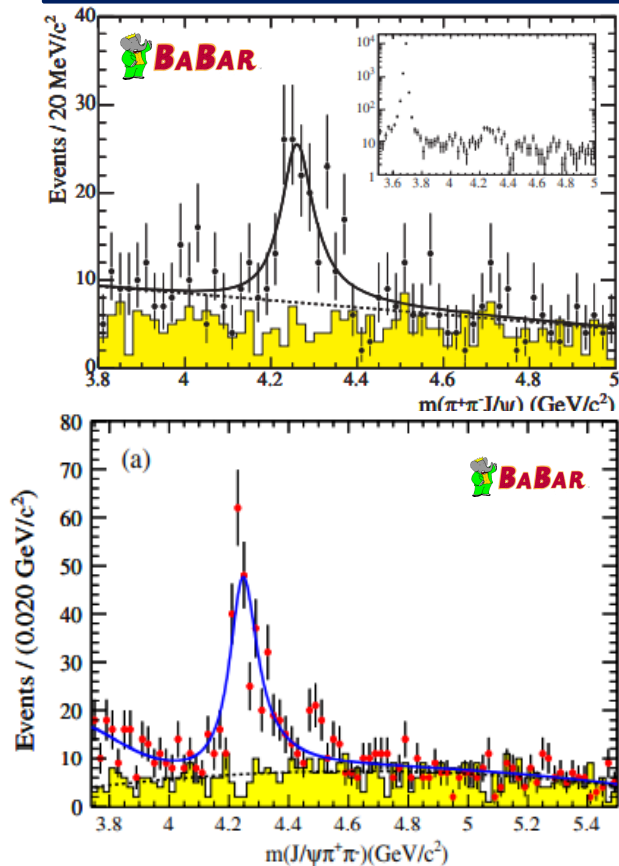 40
30
20
10
0
Events / 20 MeV/c²
BABAR
10⁴
10³
10²
10
1
3.6 3.8 4 4.2 4.4 4.6 4.8 5
3.8 4 4.2 4.4 4.6 4.8 5
m(π⁺π⁻J/ψ) (GeV/c²)
80
70
60
50
40
30
20
10
0
Events / (0.020 GeV/c²)
(a)
BABAR
3.8 4 4.2 4.4 4.6 4.8 5 5.2 5.4
m(J/ψπ⁺π⁻)(GeV/c²)